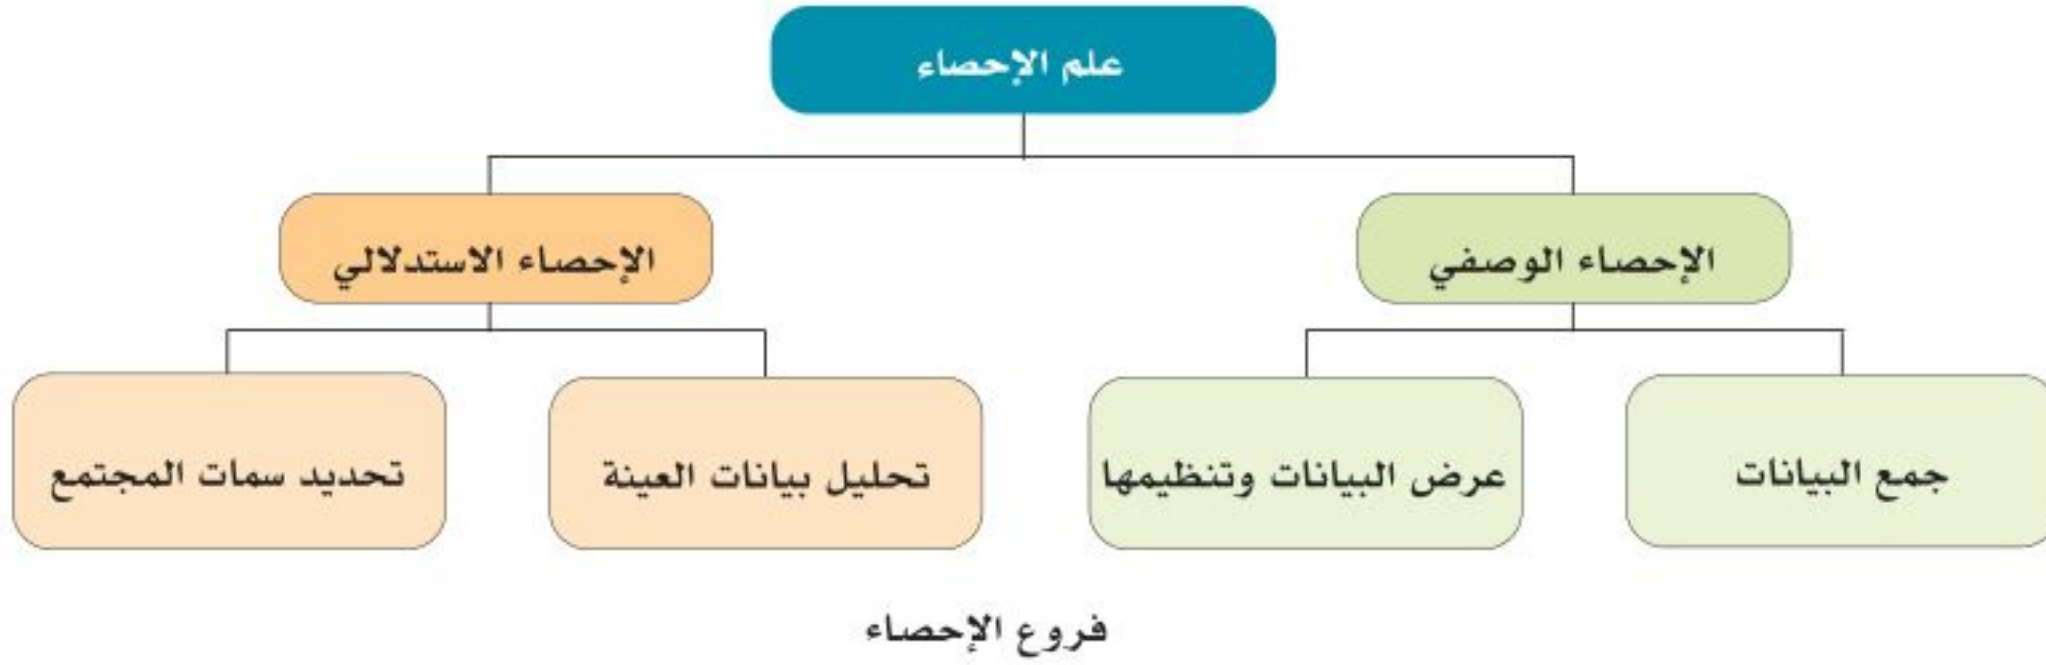 علم الإحصاء
الإحصاء الوصفي
الإحصاء الاستدلالي
جمع البيانات
عرض البيانات وتنظيمها
تحليل بيانات العينة
تحديد سمات المجتمع
فروع الإحصاء